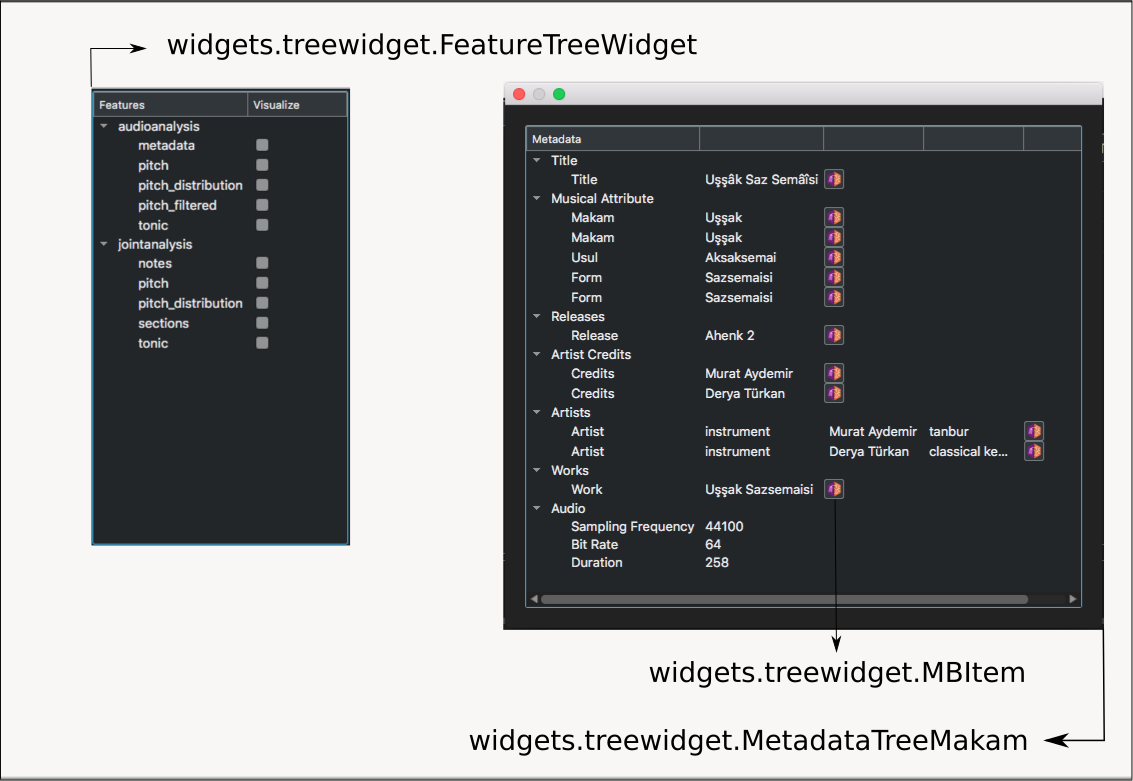 widgets.treewidget.FeatureTreeWidget
Features Visualize
audioanalysis
metadata
pitch
pitch_distribution
pitch_filtered
tonic
jointanalysis
notes
pitch
pitch_distribution
sections
tonic
Metadata
Title
Title Uşşâk Saz Semâîsi
Musical Attribute
Makam Uşşak
Makam Uşşak
Usul Aksaksemai
Form Sazsemaisi
Form Sazsemaisi
Releases
Release Ahenk 2
Artist Credits
Credits Murat Aydemir
Credits Derya Türkan
Artists
Artist instrument Murat Aydemir tanbur
Artist instrument Derya Türkan classical ke...
Works
Work Uşşak Sazsemaisi
Audio
Sampling Frequency 44100
Bit Rate 64
Duration 258
widgets.treewidget.MBItem
widgets.treewidget.MetadataTreeMakam